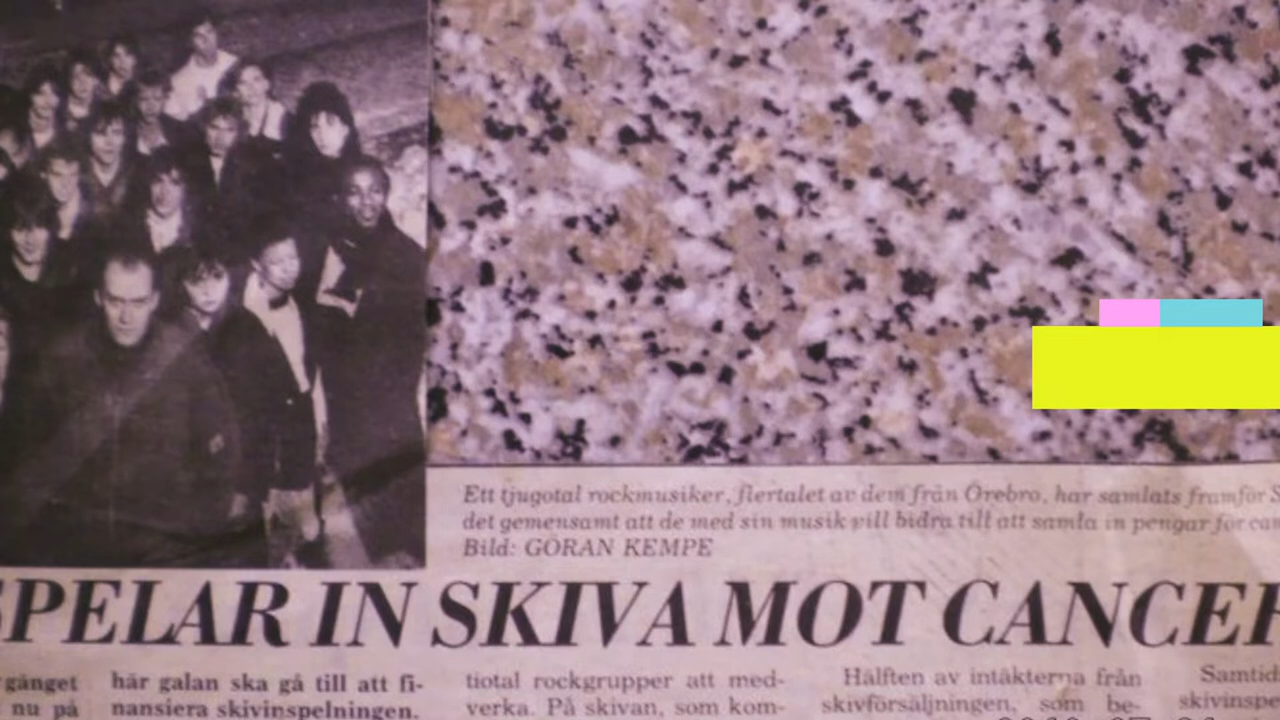 Ett tjugotal rockmusiker, flertalet av dem från Örebro, har samlats framför
det gemensamt att de med sin musik vill bidra till att samla in pengar för
Bild: GÖRAN KEMPE
SPELAR IN SKIVA MOT CANCER
gänget
nu på
här galan ska gå till att fi-
nansiera skivinspelningen.
tiotal rockgrupper att med-
verka. På skivan, som kom-
Hälften av intäkterna från
skivförsäljningen, som be-
Samtid
skivinspe